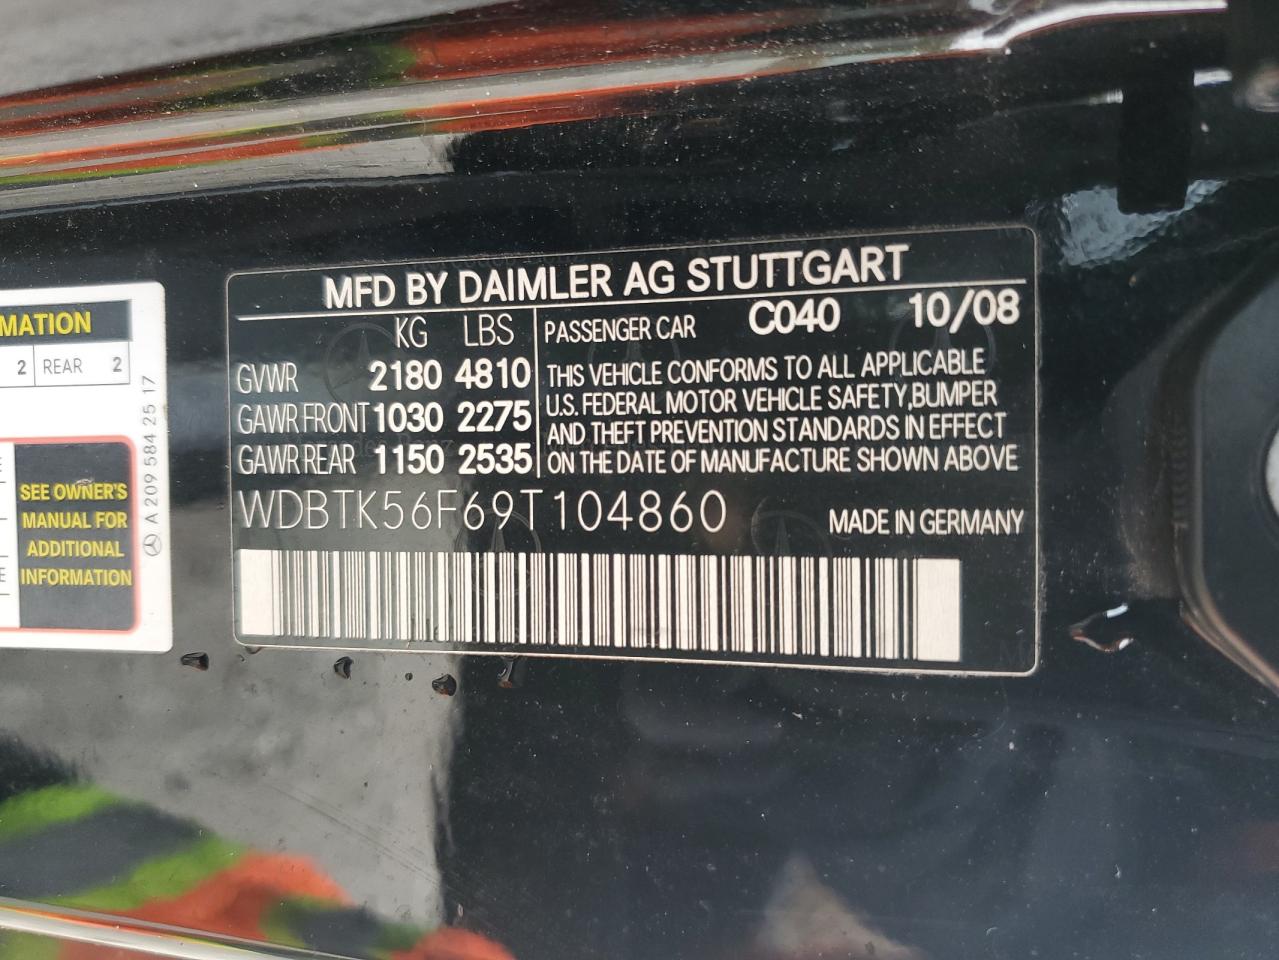 MFD BY DAIMLER AG STUTTGART
KG LBS
GVWR 2180 4810
GAWR FRONT 1030 2275
GAWR REAR 1150 2535
PASSENGER CAR C040 10/08
THIS VEHICLE CONFORMS TO ALL APPLICABLE
U.S. FEDERAL MOTOR VEHICLE SAFETY, BUMPER
AND THEFT PREVENTION STANDARDS IN EFFECT
ON THE DATE OF MANUFACTURE SHOWN ABOVE
WDBTK56F69T104860
MADE IN GERMANY
MATION
2 REAR 2
SEE OWNER'S
MANUAL FOR
ADDITIONAL
INFORMATION
A 209 584 25 17